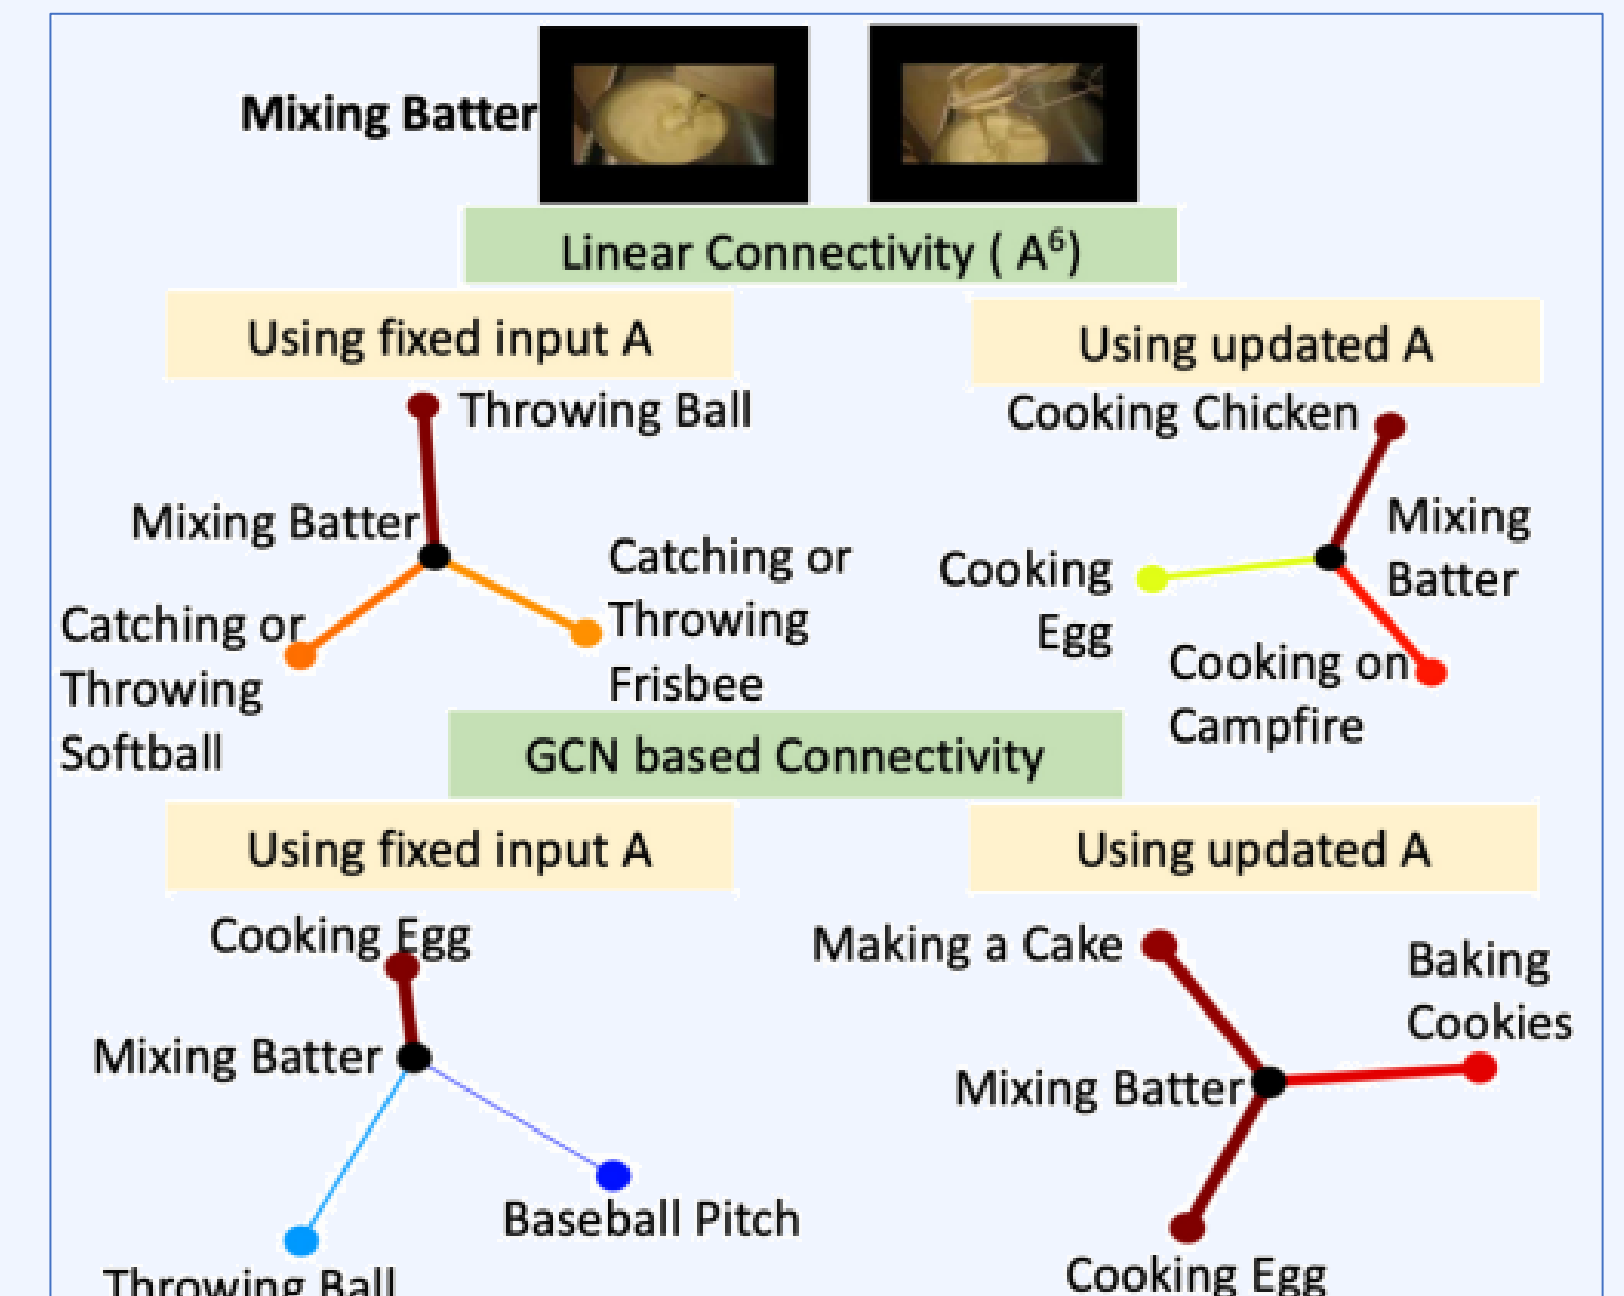 Mixing Batter
Linear Connectivity ( A⁶)
Using fixed input A
Using updated A
Throwing Ball
Mixing Batter
Catching or
Throwing
Softball
Catching or
Throwing
Frisbee
Cooking Chicken
Mixing
Batter
Cooking
Egg
Cooking on
Campfire
GCN based Connectivity
Using fixed input A
Using updated A
Cooking Egg
Mixing Batter
Baseball Pitch
Throwing Ball
Making a Cake
Baking
Cookies
Mixing Batter
Cooking Egg